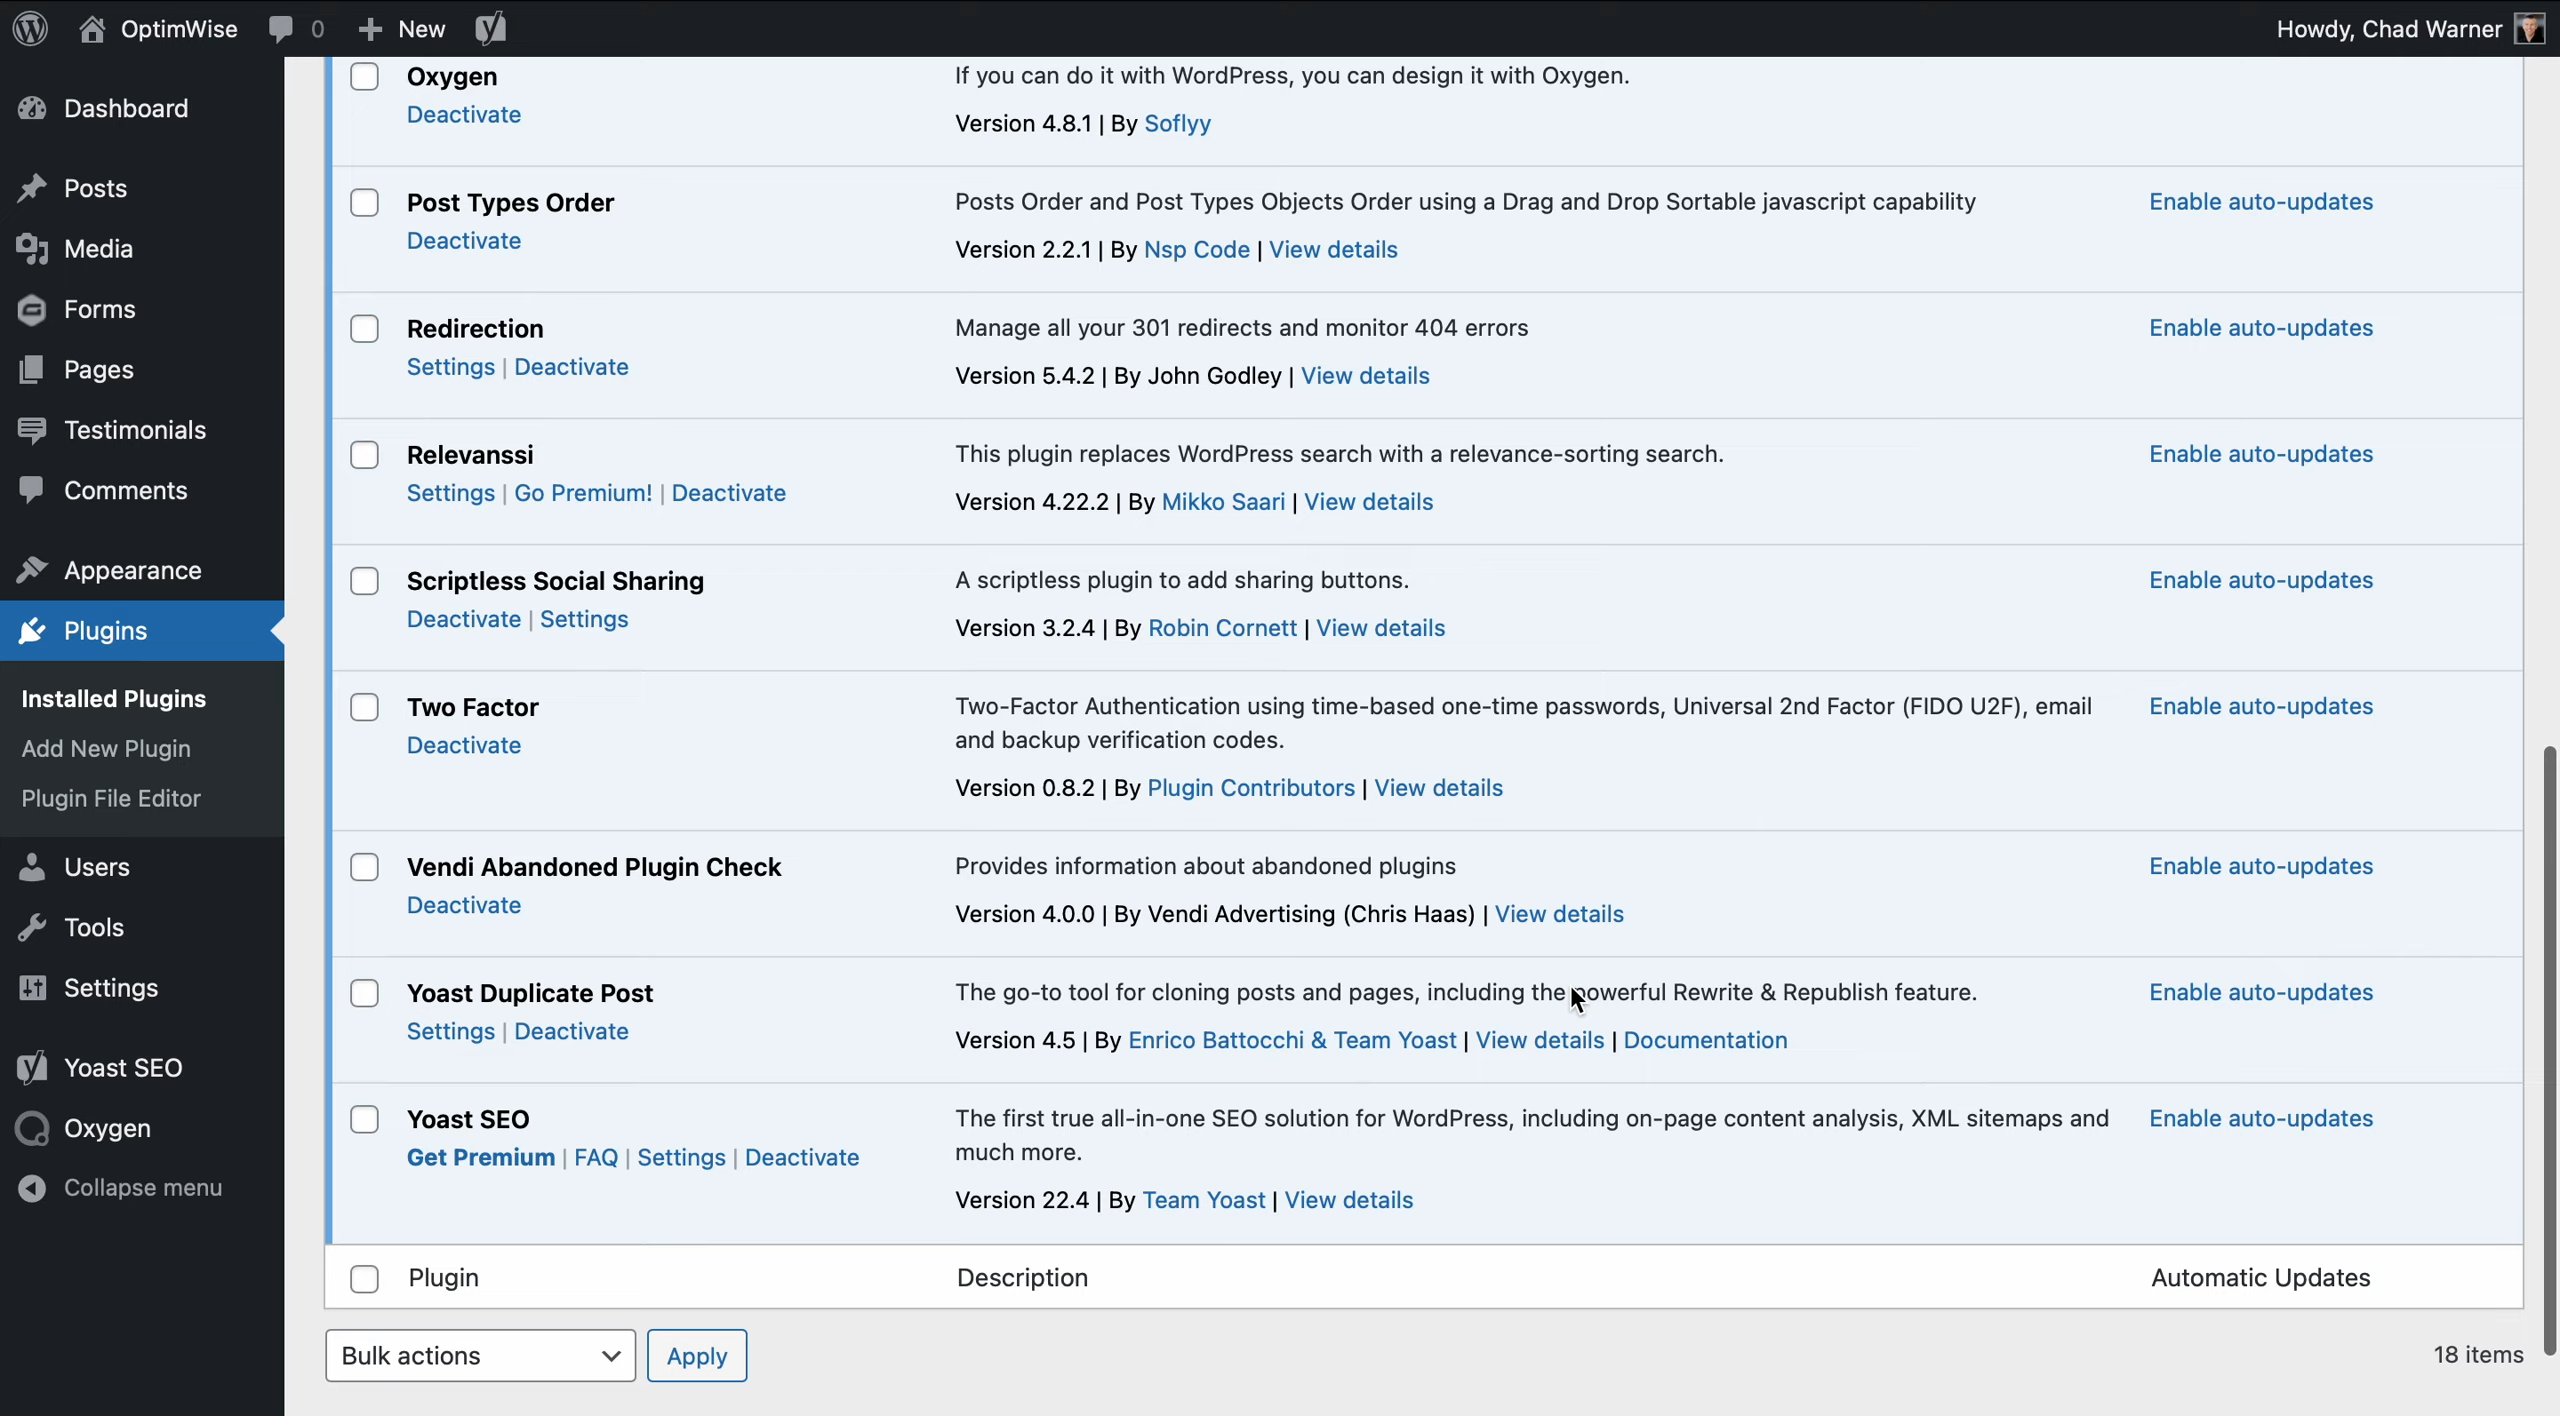 OptimWise 0 New Howdy, Chad Warner
Dashboard
Posts
Media
Forms
Pages
Testimonials
Comments
Appearance
Plugins
Installed Plugins
Add New Plugin
Plugin File Editor
Users
Tools
Settings
Yoast SEO
Oxygen
Collapse menu
Oxygen
Deactivate
If you can do it with WordPress, you can design it with Oxygen.
Version 4.8.1 | By Soflyy
Post Types Order
Deactivate
Posts Order and Post Types Objects Order using a Drag and Drop Sortable javascript capability
Version 2.2.1 | By Nsp Code | View details
Enable auto-updates
Redirection
Settings | Deactivate
Manage all your 301 redirects and monitor 404 errors
Version 5.4.2 | By John Godley | View details
Enable auto-updates
Relevanssi
Settings | Go Premium! | Deactivate
This plugin replaces WordPress search with a relevance-sorting search.
Version 4.22.2 | By Mikko Saari | View details
Enable auto-updates
Scriptless Social Sharing
Deactivate | Settings
A scriptless plugin to add sharing buttons.
Version 3.2.4 | By Robin Cornett | View details
Enable auto-updates
Two Factor
Deactivate
Two-Factor Authentication using time-based one-time passwords, Universal 2nd Factor (FIDO U2F), email
and backup verification codes.
Version 0.8.2 | By Plugin Contributors | View details
Enable auto-updates
Vendi Abandoned Plugin Check
Deactivate
Provides information about abandoned plugins
Version 4.0.0 | By Vendi Advertising (Chris Haas) | View details
Enable auto-updates
Yoast Duplicate Post
Settings | Deactivate
The go-to tool for cloning posts and pages, including the powerful Rewrite & Republish feature.
Version 4.5 | By Enrico Battocchi & Team Yoast | View details | Documentation
Enable auto-updates
Yoast SEO
Get Premium | FAQ | Settings | Deactivate
The first true all-in-one SEO solution for WordPress, including on-page content analysis, XML sitemaps and
much more.
Version 22.4 | By Team Yoast | View details
Enable auto-updates
Plugin Description Automatic Updates
Bulk actions Apply 18 items